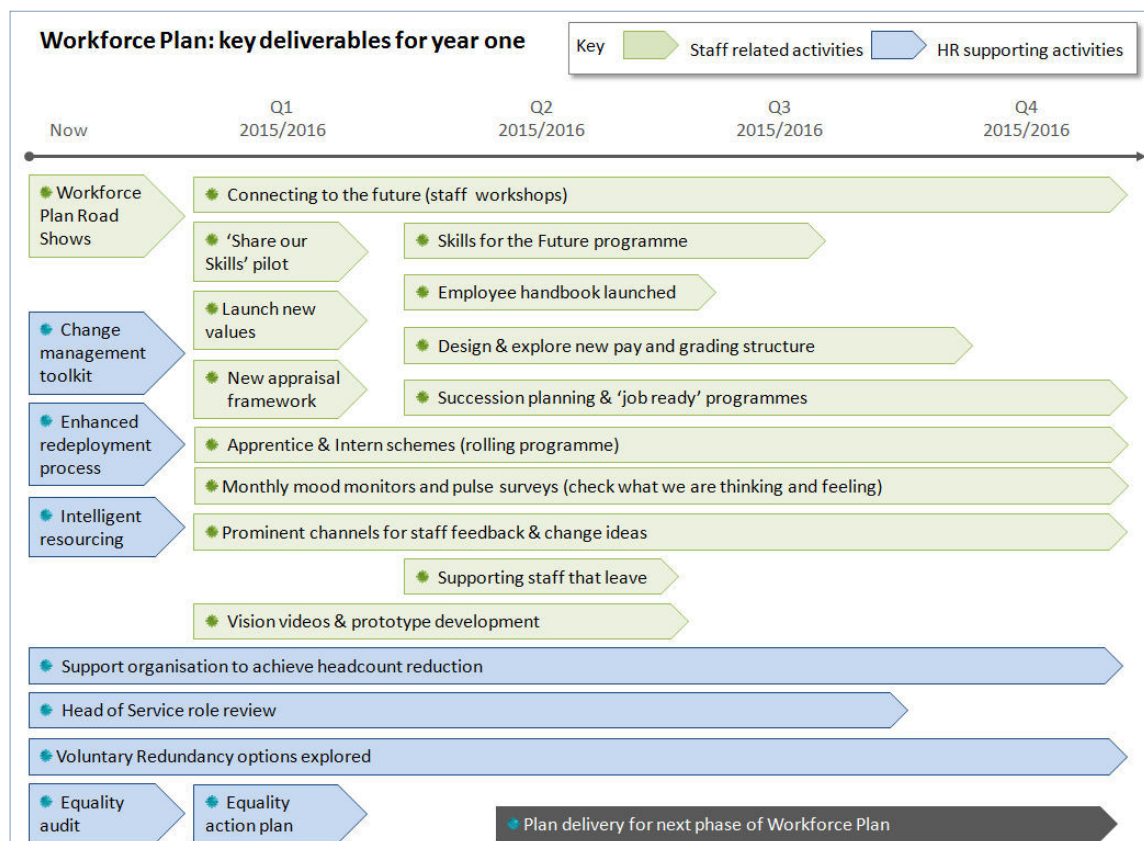 Workforce Plan: key deliverables for year one
Key
Staff related activities
HR supporting activities
Now
Q1
2015/2016
Q2
2015/2016
Q3
2015/2016
Q4
2015/2016
Workforce
Plan Road
Shows
Connecting to the future (staff workshops)
‘Share our
Skills’ pilot
Skills for the Future programme
Employee handbook launched
Launch new
values
Change
management
toolkit
Design & explore new pay and grading structure
New appraisal
framework
Succession planning & ‘job ready’ programmes
Enhanced
redeployment
process
Apprentice & Intern schemes (rolling programme)
Monthly mood monitors and pulse surveys (check what we are thinking and feeling)
Intelligent
resourcing
Prominent channels for staff feedback & change ideas
Supporting staff that leave
Vision videos & prototype development
Support organisation to achieve headcount reduction
Head of Service role review
Voluntary Redundancy options explored
Equality
audit
Equality
action plan
Plan delivery for next phase of Workforce Plan